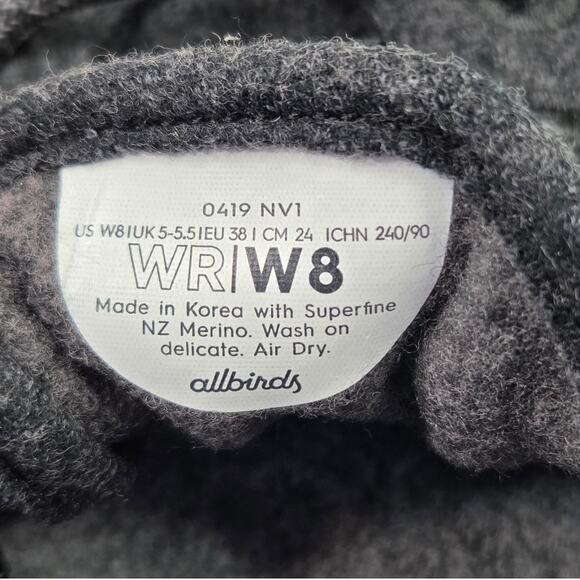 0419 NV1
US W8 | UK 5-5.5 | EU 38 | CM 24 | CHN 240/90
WR|W8
Made in Korea with Superfine
NZ Merino. Wash on
delicate. Air Dry.
allbirds